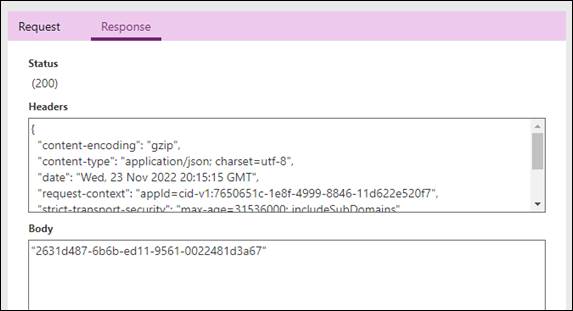 Request Response
Status
(200)
Headers
{
"content-encoding": "gzip",
"content-type": "application/json; charset=utf-8",
"date": "Wed, 23 Nov 2022 20:15:15 GMT",
"request-context": "appId=cid-v1:7650651c-1e8f-4999-8846-11d622e520f7",
"strict-transport-security": "max-age=31536000; includeSubDomains"
Body
"2631d487-6b6b-ed11-9561-0022481d3a67"